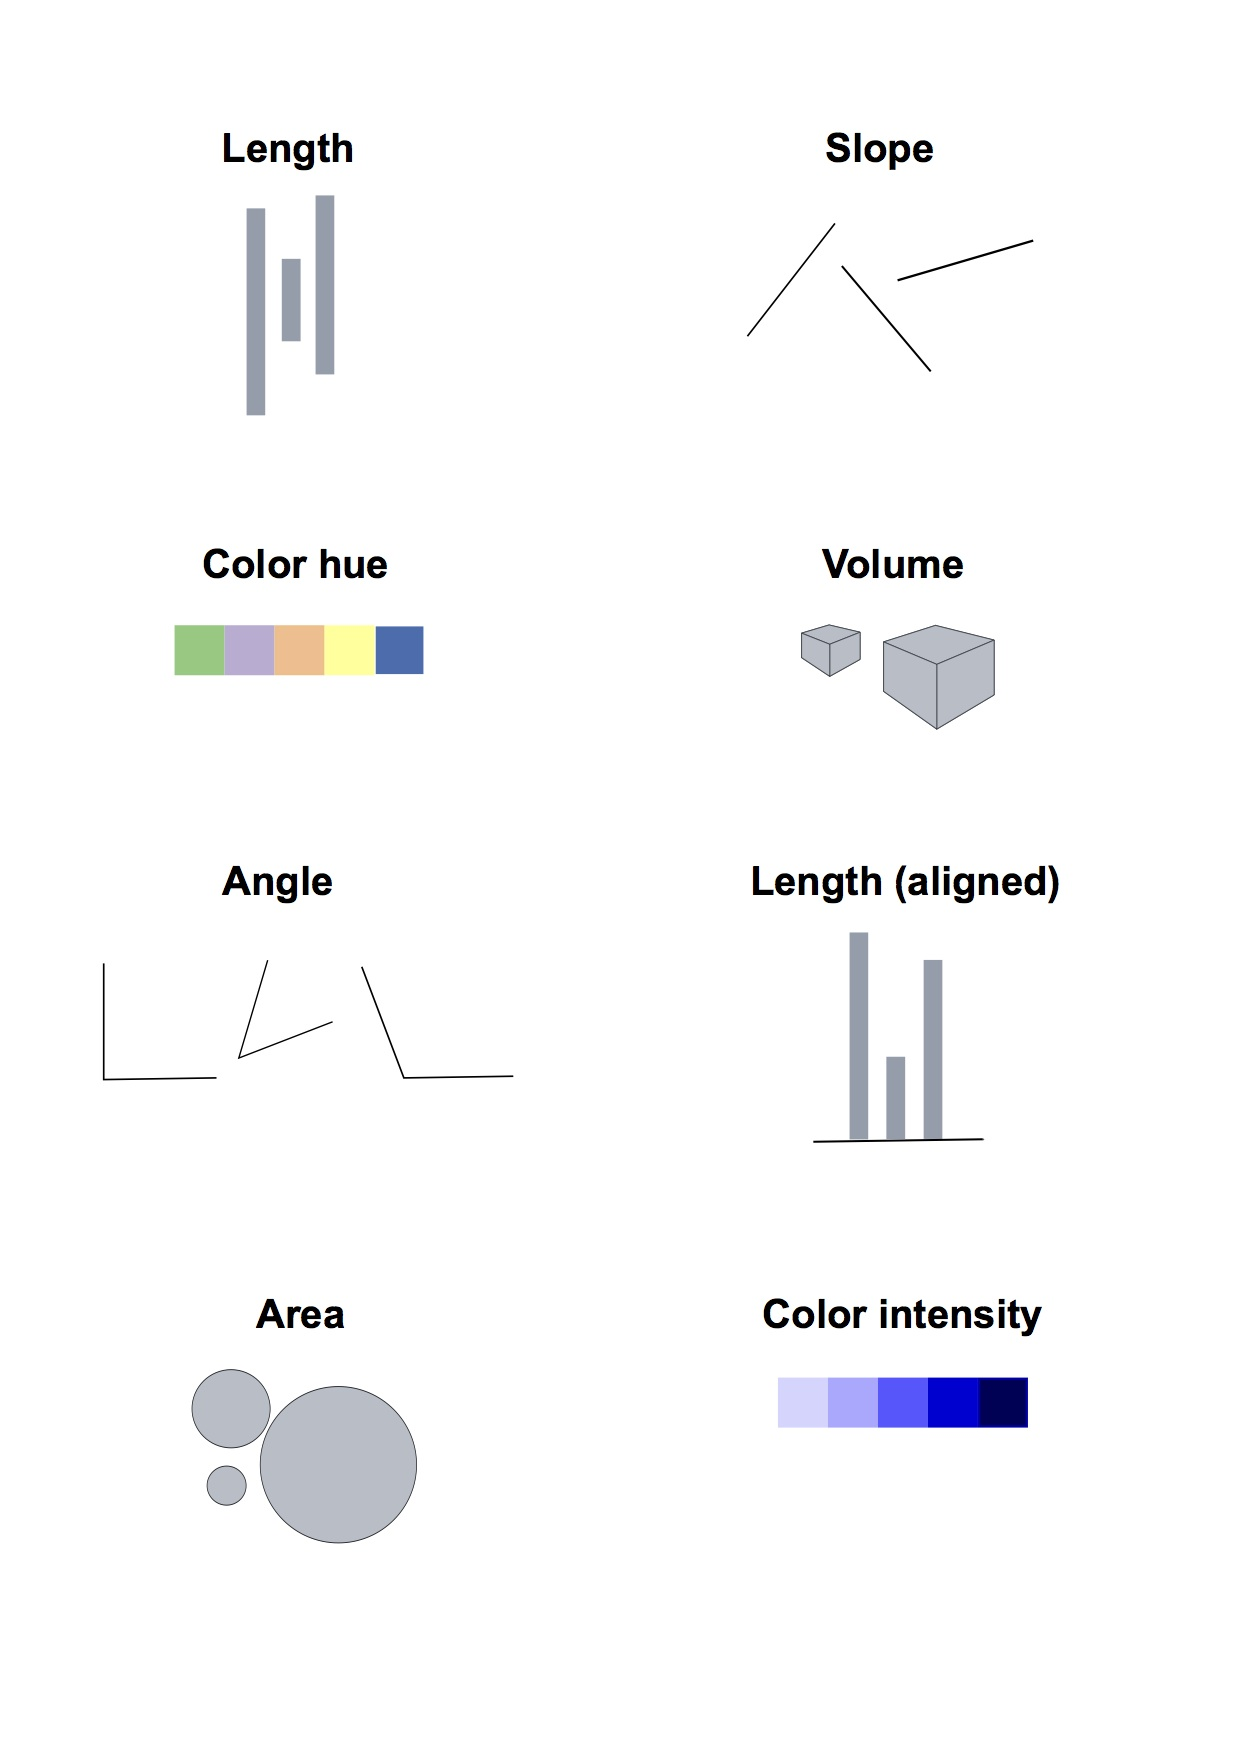 Length
Slope
Color hue
Volume
Angle
Length (aligned)
Area
Color intensity